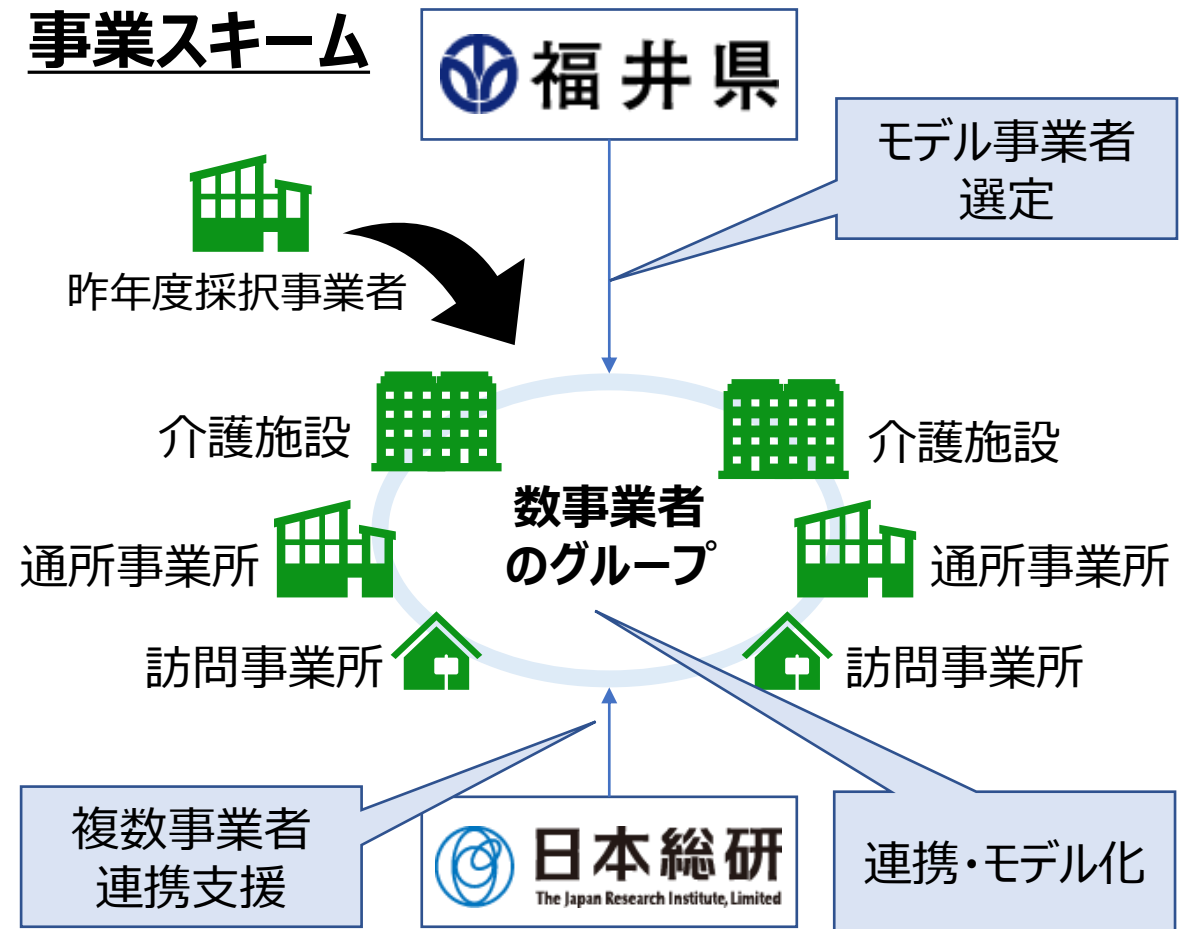 事業スキーム
福井県
モデル事業者
選定
昨年度採択事業者
介護施設
介護施設
数事業者
のグループ
通所事業所
通所事業所
訪問事業所
訪問事業所
複数事業者
連携支援
日本総研
The Japan Research Institute, Limited
連携・モデル化